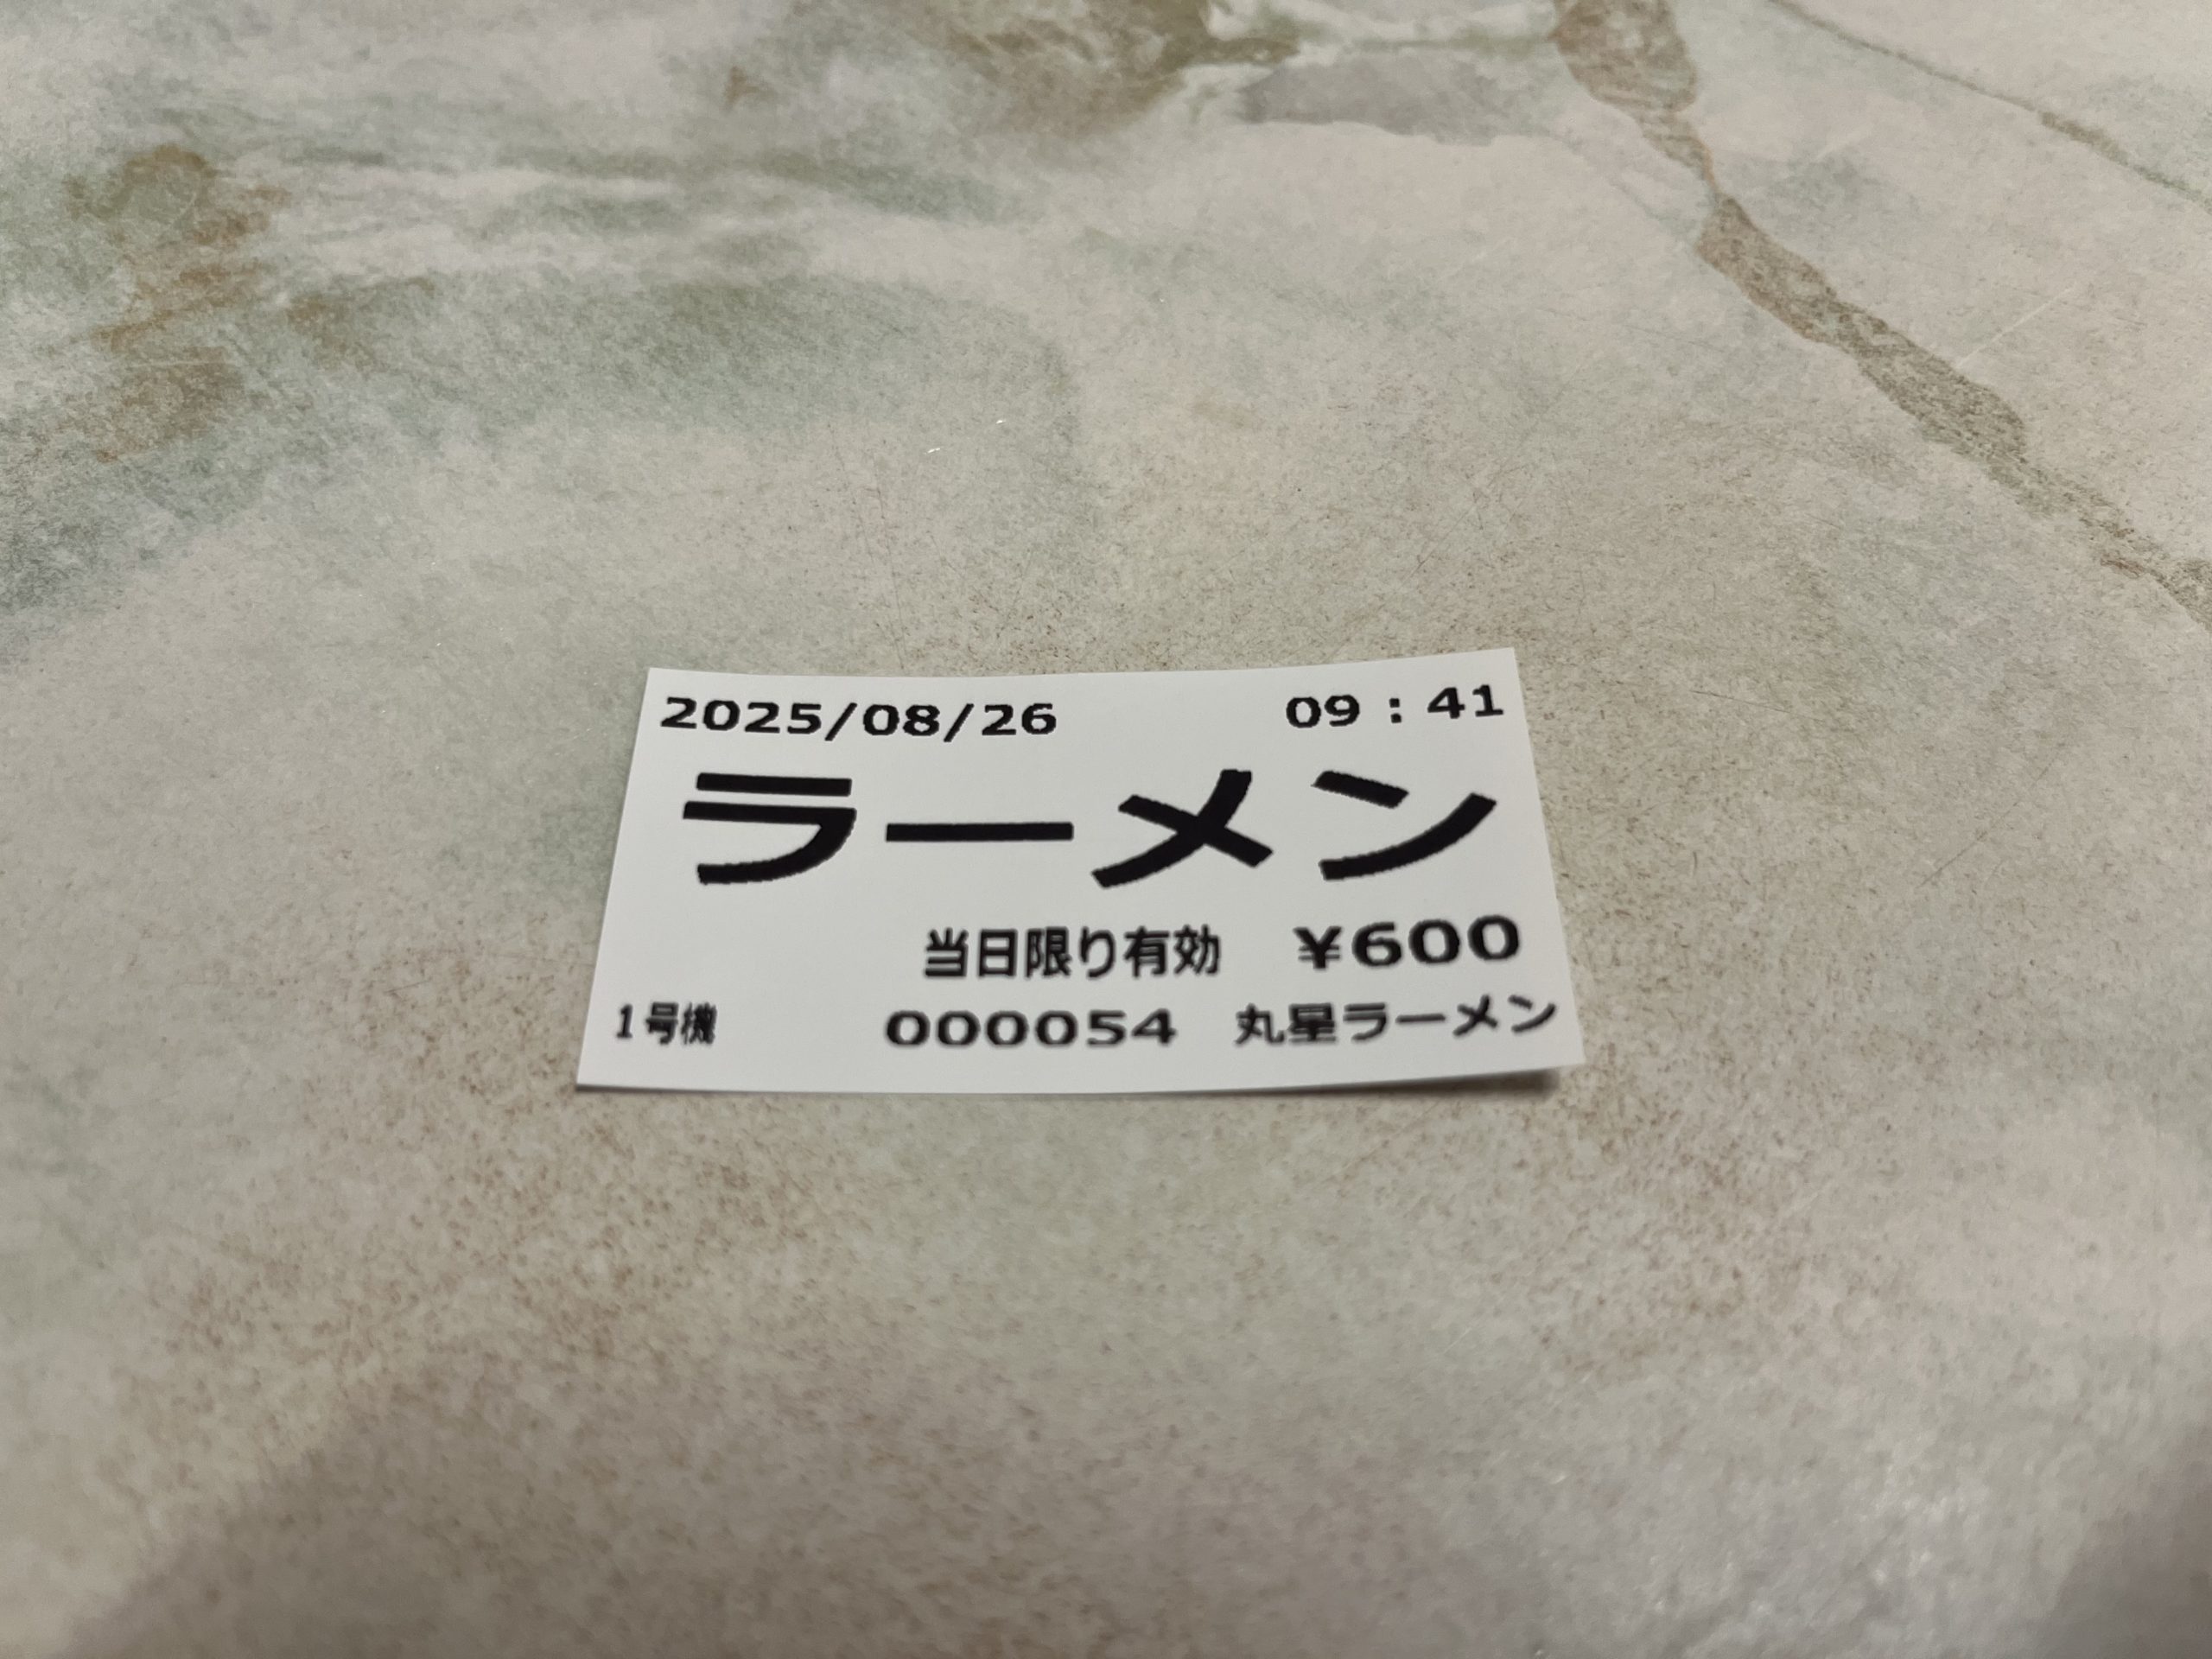 2025/08/26 09：41
ラーメン
当日限り有効 ¥600
1号機 000054 丸星ラーメン